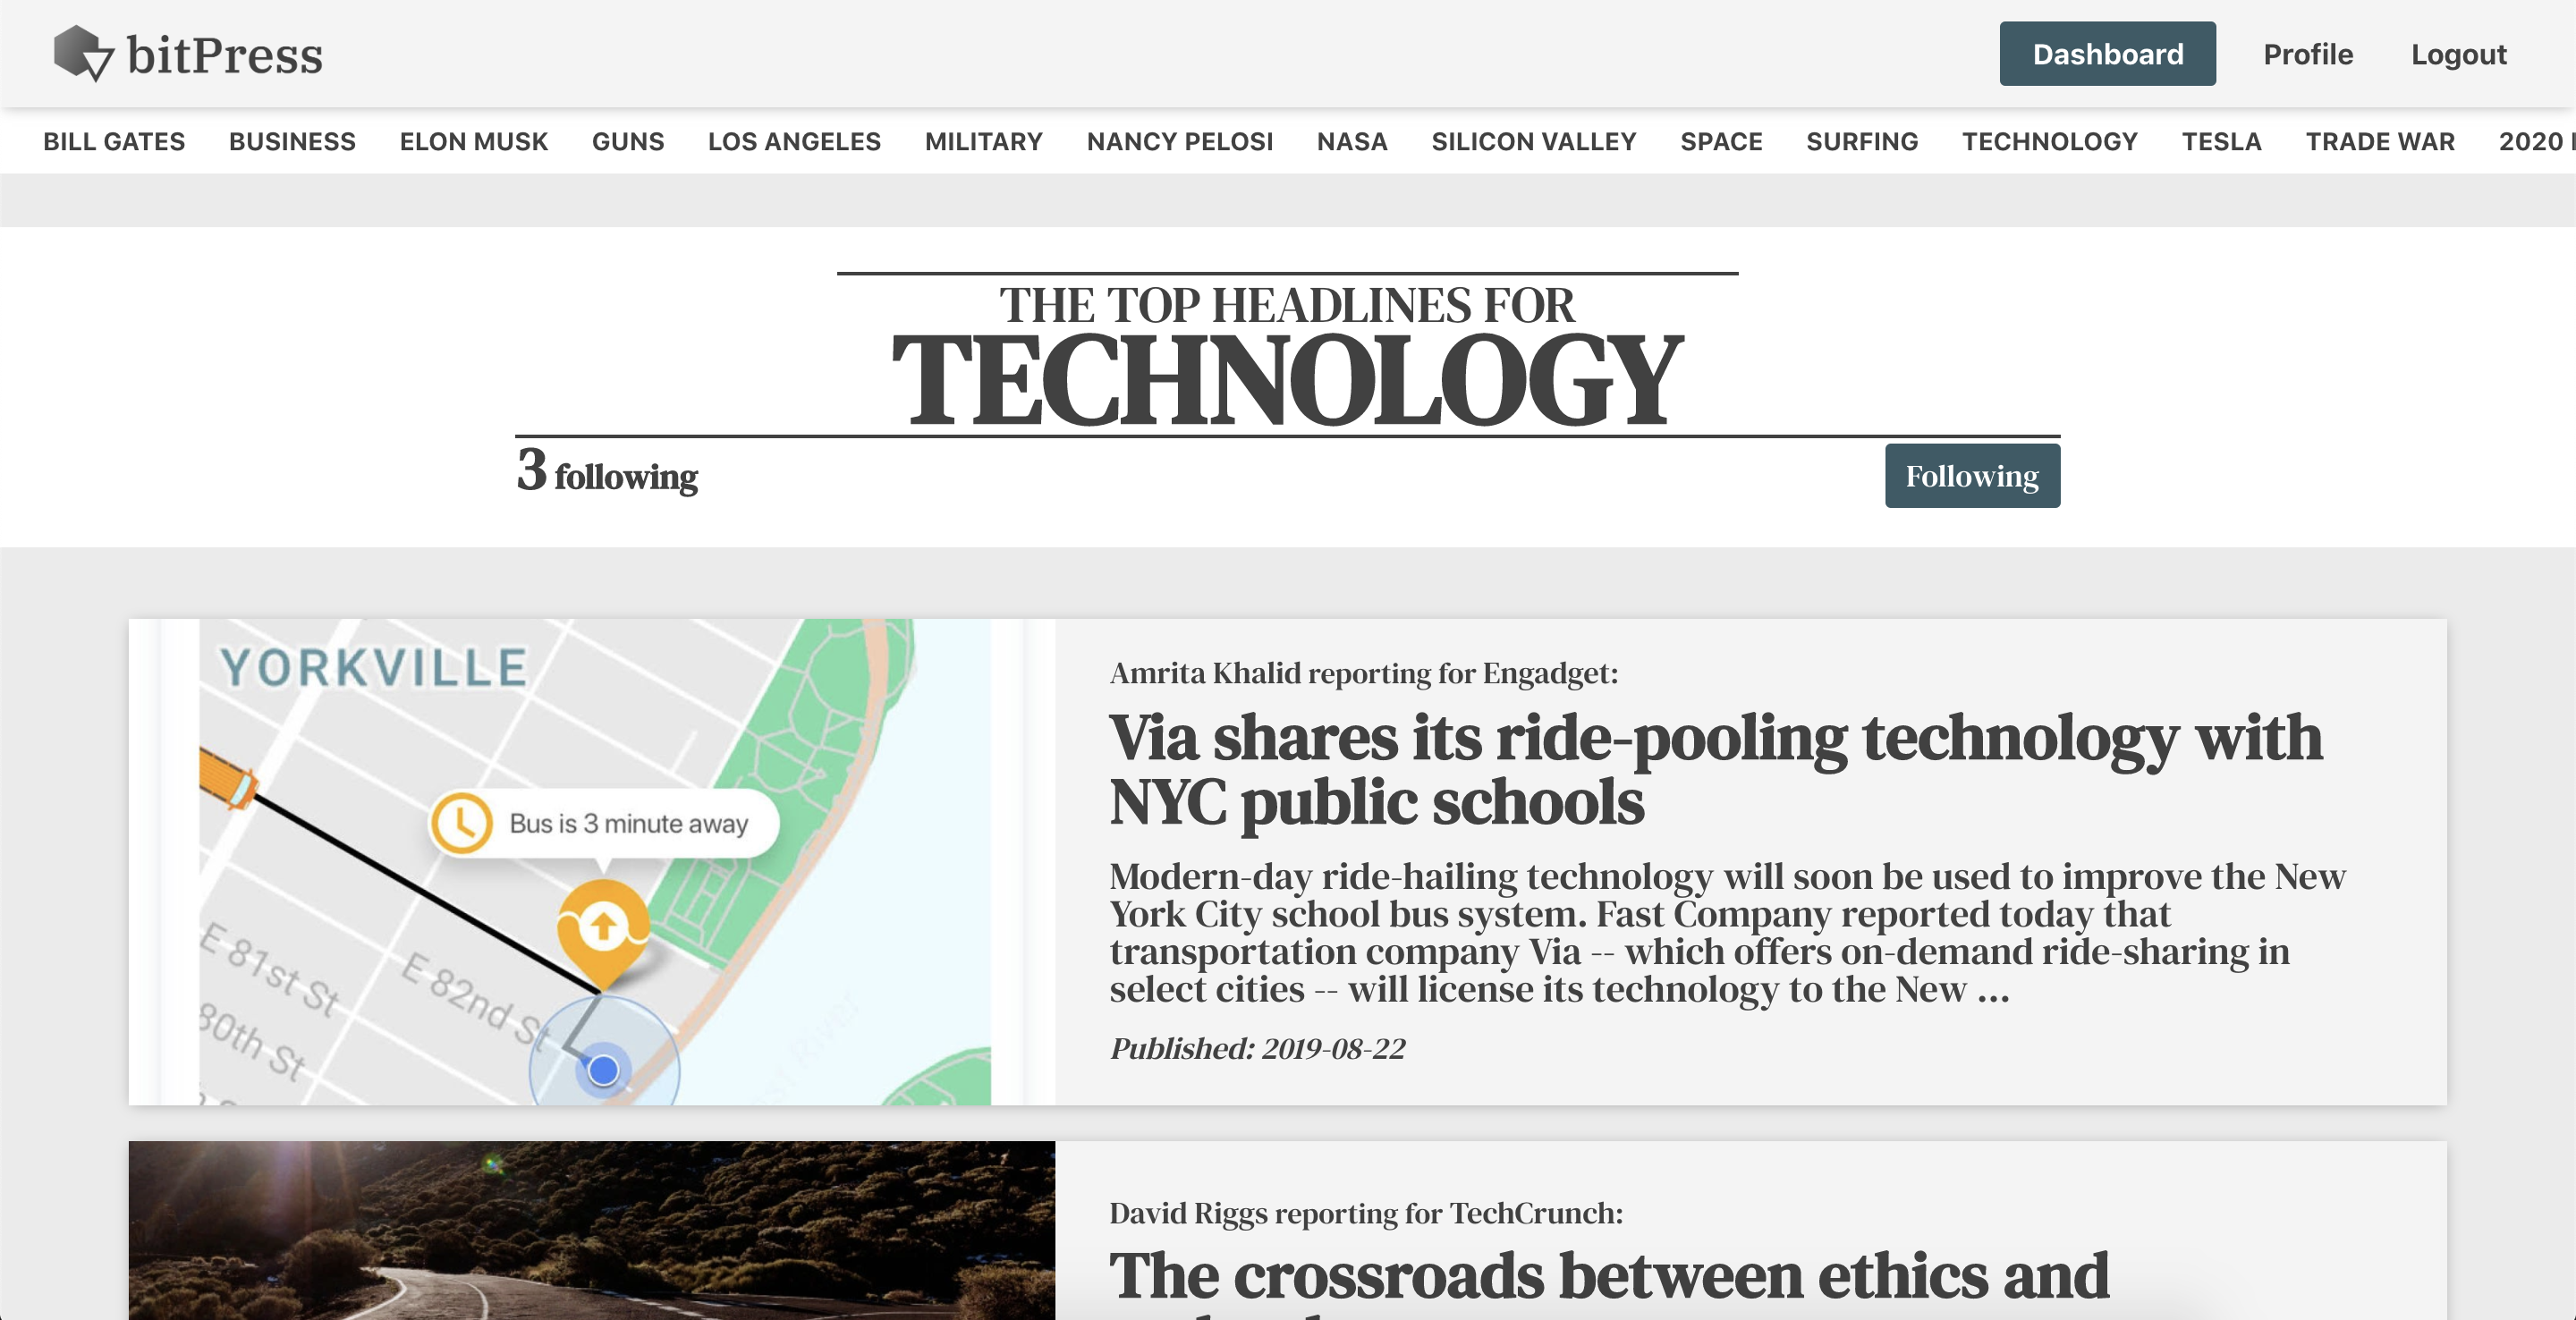 bitPress
Dashboard Profile Logout
BILL GATES BUSINESS ELON MUSK GUNS LOS ANGELES MILITARY NANCY PELOSI NASA SILICON VALLEY SPACE SURFING TECHNOLOGY TESLA TRADE WAR 2020
THE TOP HEADLINES FOR
TECHNOLOGY
3 following
Following
YORKVILLE
Bus is 3 minute away
E 81st St
E 82nd St
80th St
Amrita Khalid reporting for Engadget:
Via shares its ride-pooling technology with
NYC public schools
Modern-day ride-hailing technology will soon be used to improve the New
York City school bus system. Fast Company reported today that
transportation company Via -- which offers on-demand ride-sharing in
select cities -- will license its technology to the New ...
Published: 2019-08-22
David Riggs reporting for TechCrunch:
The crossroads between ethics and